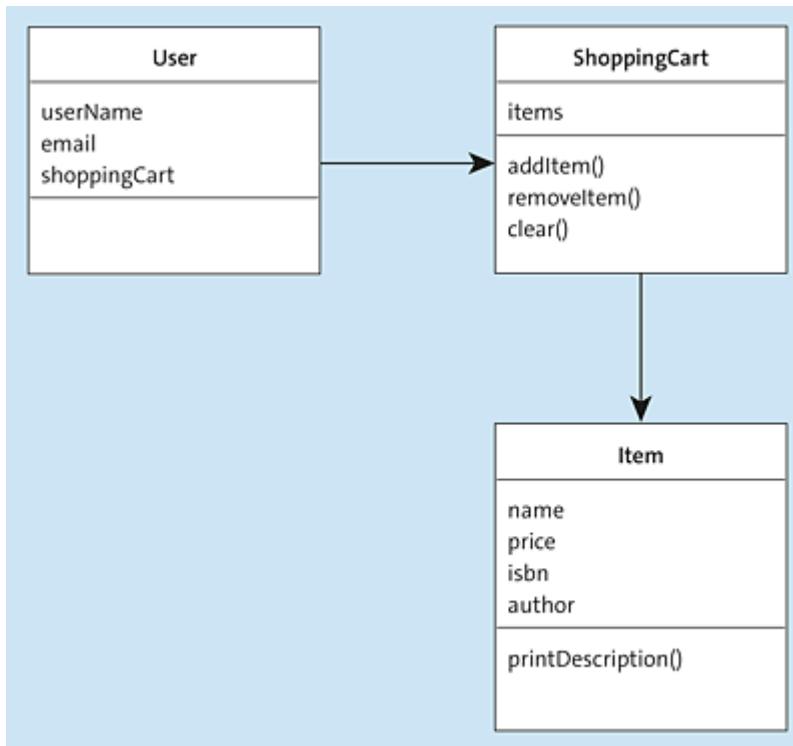 User
userName
email
shoppingCart
ShoppingCart
items
addItem()
removeItem()
clear()
Item
name
price
isbn
author
printDescription()